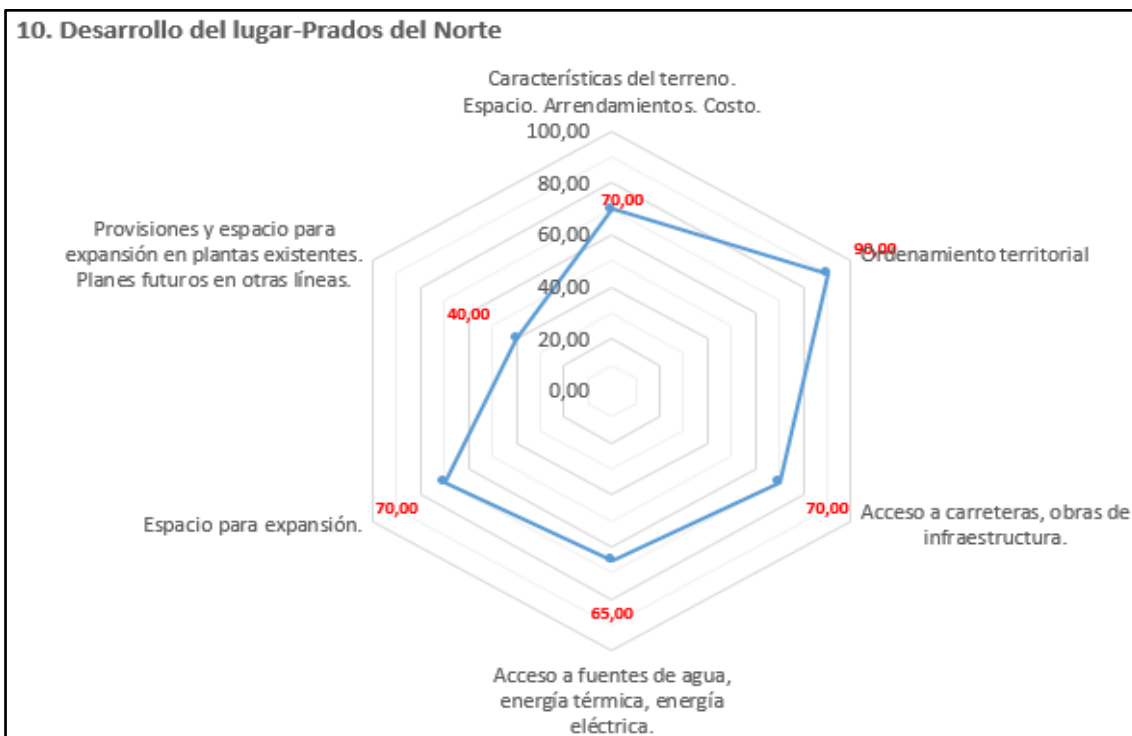 10. Desarrollo del lugar-Prados del Norte
Características del terreno.
Espacio. Arrendamientos. Costo.
100,00
80,00
70,00
60,00
40,00
20,00
0,00
90,00
Ordenamiento territorial
70,00
Acceso a carreteras, obras de
infraestructura.
65,00
Acceso a fuentes de agua,
energía térmica, energía
eléctrica.
70,00
Espacio para expansión.
40,00
Provisiones y espacio para
expansión en plantas existentes.
Planes futuros en otras líneas.